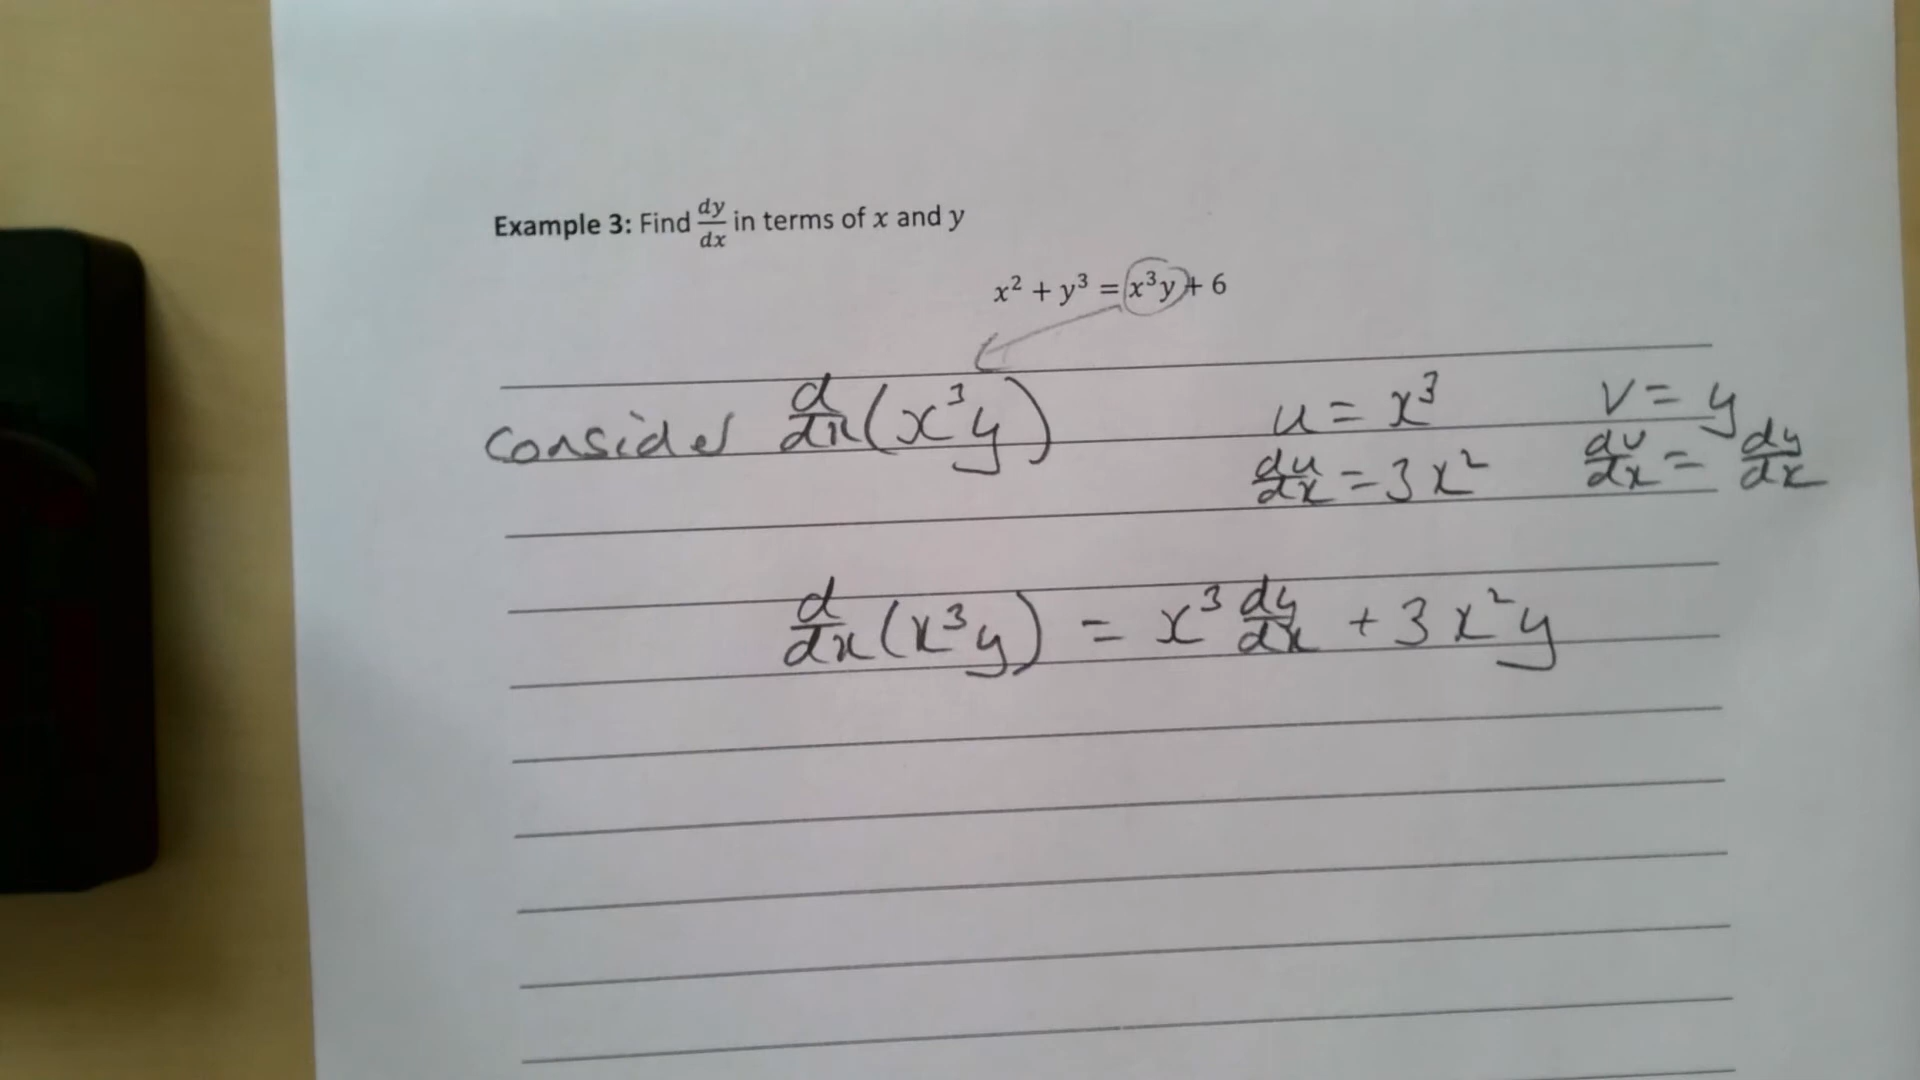 Example 3: Find dy/dx in terms of x and y
x² + y³ = x³y + 6
Consider d/dx(x³y) u = x³ v = y
du/dx = 3x² dv/dx = dy/dx
d/dx(x³y) = x³ dy/dx + 3x²y